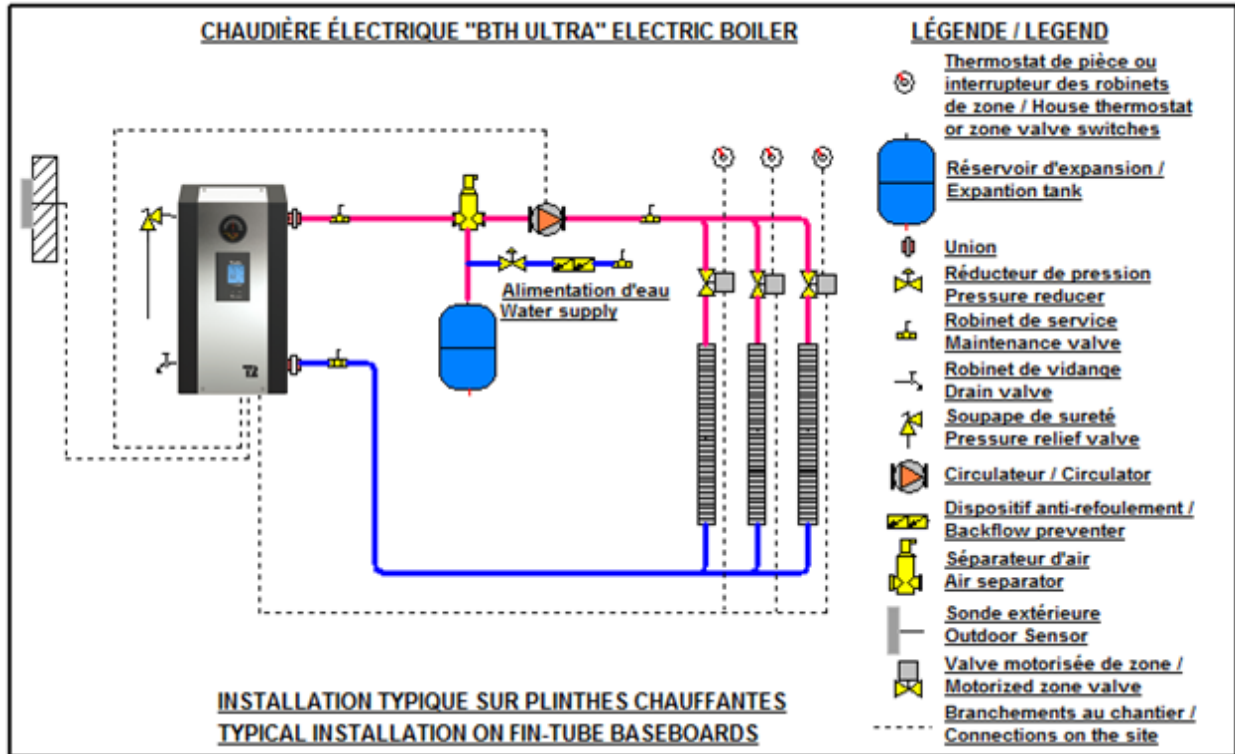 CHAUDIÈRE ÉLECTRIQUE "BTH ULTRA" ELECTRIC BOILER
LÉGENDE / LEGEND
Thermostat de pièce ou
interrupteur des robinets
de zone / House thermostat
or zone valve switches
Réservoir d'expansion /
Expantion tank
Union
Réducteur de pression
Pressure reducer
Robinet de service
Maintenance valve
Robinet de vidange
Drain valve
Soupape de sureté
Pressure relief valve
Circulateur / Circulator
Dispositif anti-refoulement /
Backflow preventer
Séparateur d'air
Air separator
Sonde extérieure
Outdoor Sensor
Valve motorisée de zone /
Motorized zone valve
Branchements au chantier /
Connections on the site
Alimentation d'eau
Water supply
T2
INSTALLATION TYPIQUE SUR PLINTHES CHAUFFANTES
TYPICAL INSTALLATION ON FIN-TUBE BASEBOARDS